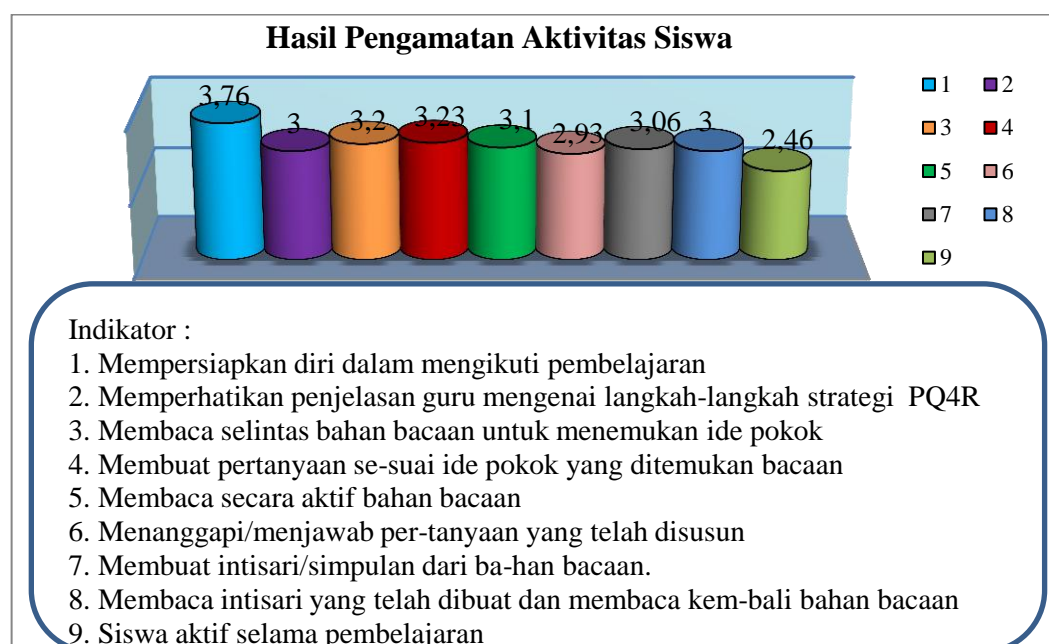 Hasil Pengamatan Aktivitas Siswa
3,76 3 3,2 3,23 3,1 2,93 3,06 3 2,46
1 2
3 4
5 6
7 8
9
Indikator :
1. Mempersiapkan diri dalam mengikuti pembelajaran
2. Memperhatikan penjelasan guru mengenai langkah-langkah strategi PQ4R
3. Membaca selintas bahan bacaan untuk menemukan ide pokok
4. Membuat pertanyaan se-suai ide pokok yang ditemukan bacaan
5. Membaca secara aktif bahan bacaan
6. Menanggapi/menjawab per-tanyaan yang telah disusun
7. Membuat intisari/simpulan dari ba-han bacaan.
8. Membaca intisari yang telah dibuat dan membaca kem-bali bahan bacaan
9. Siswa aktif selama pembelajaran